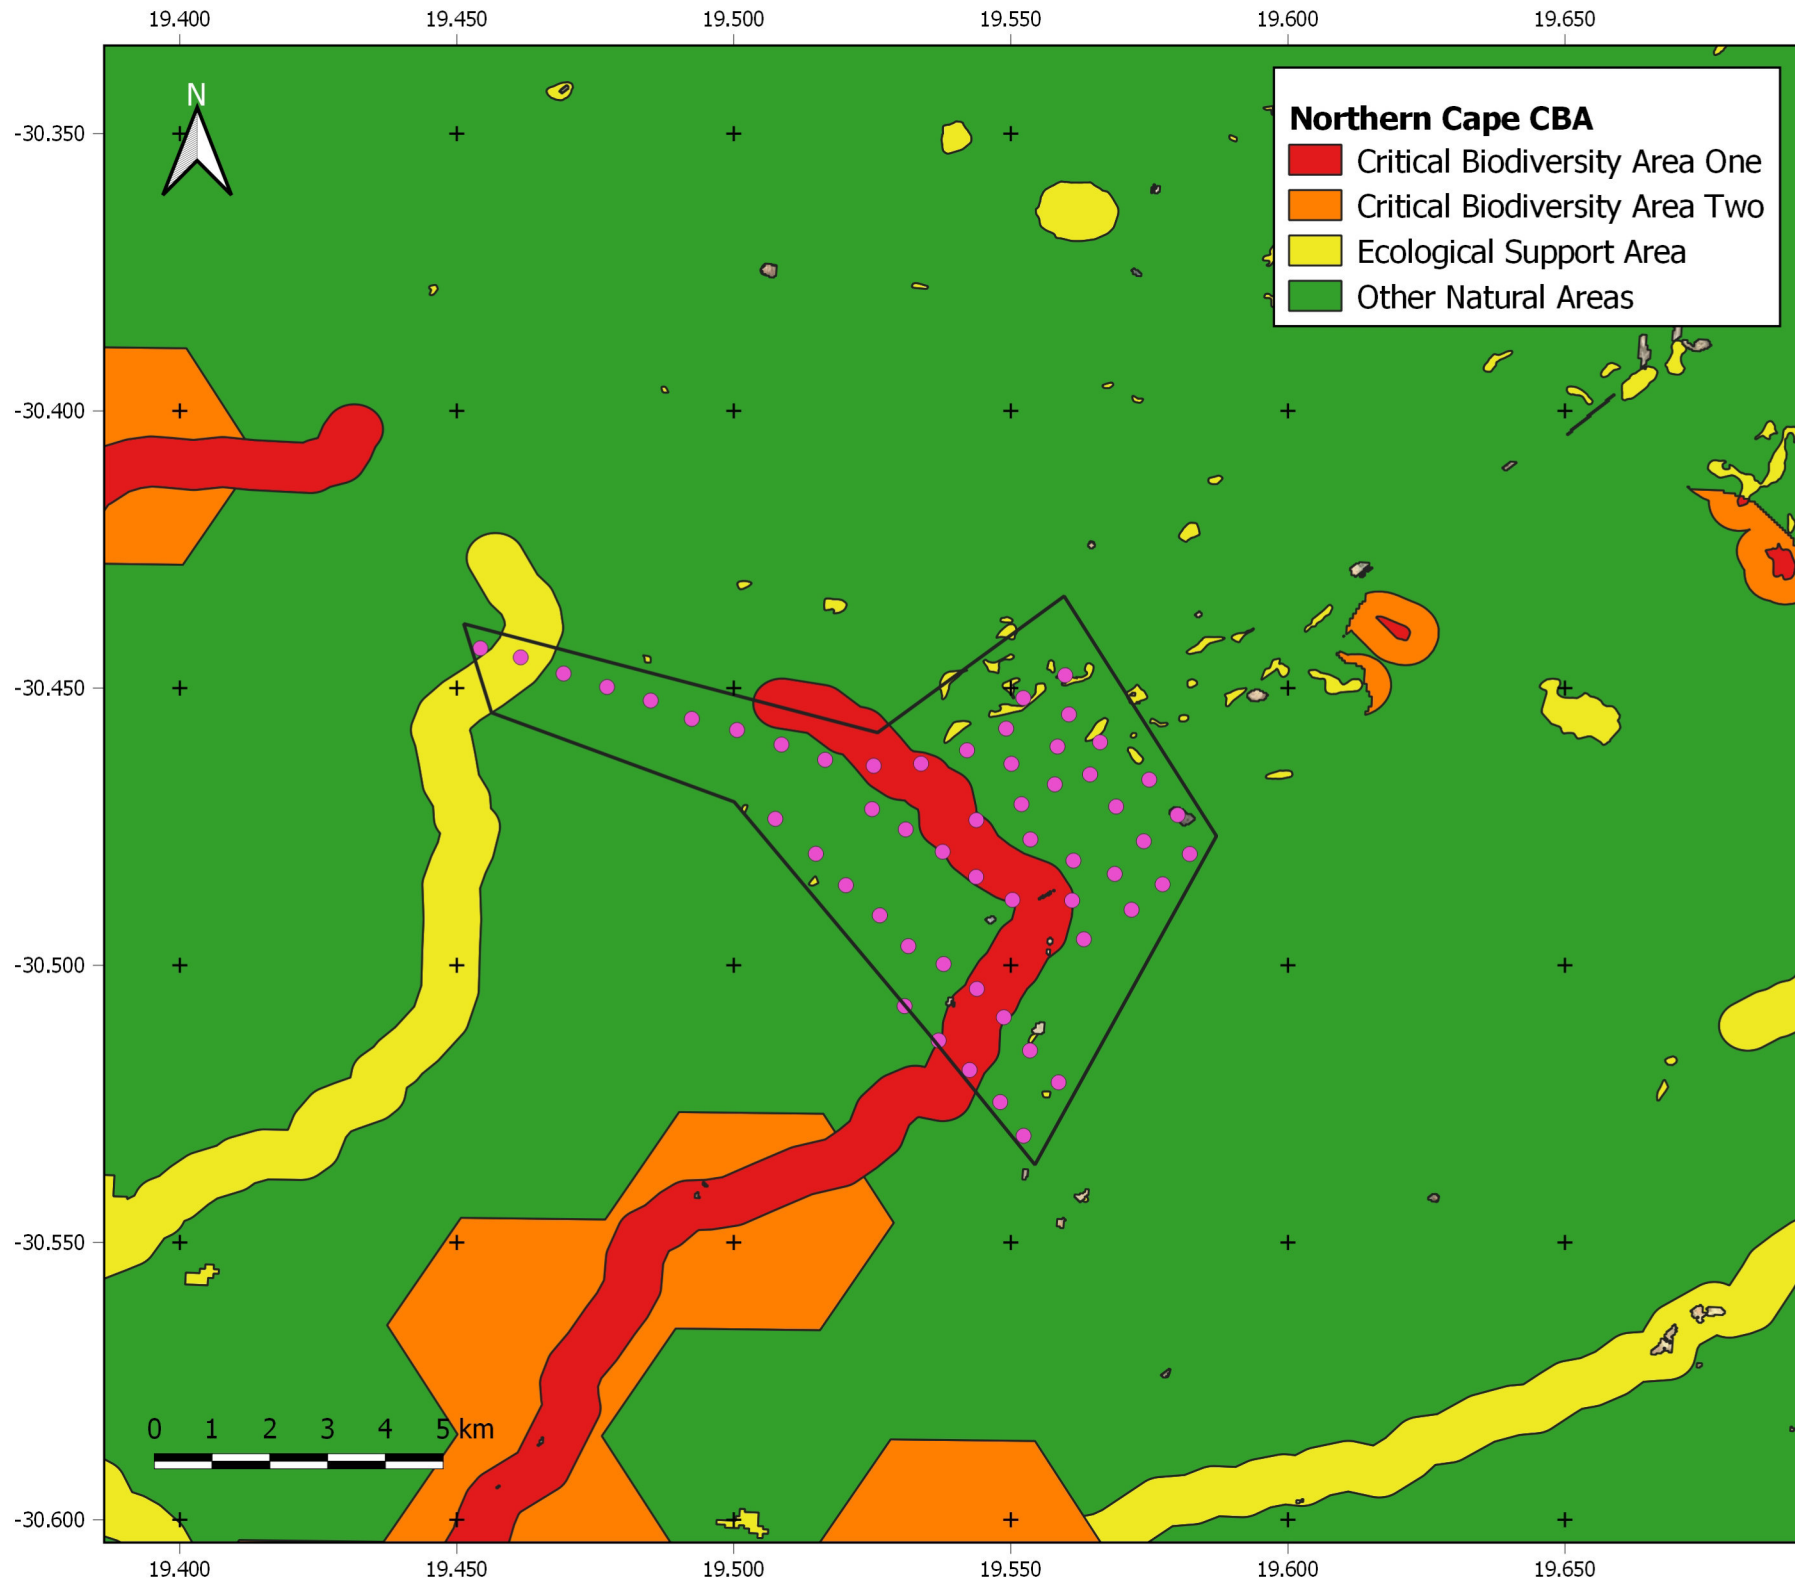 19.400 19.450 19.500 19.550 19.600 19.650
N
Northern Cape CBA
Critical Biodiversity Area One
Critical Biodiversity Area Two
Ecological Support Area
Other Natural Areas
-30.350
-30.400
-30.450
-30.500
-30.550
-30.600
0 1 2 3 4 5 km
19.400 19.450 19.500 19.550 19.600 19.650